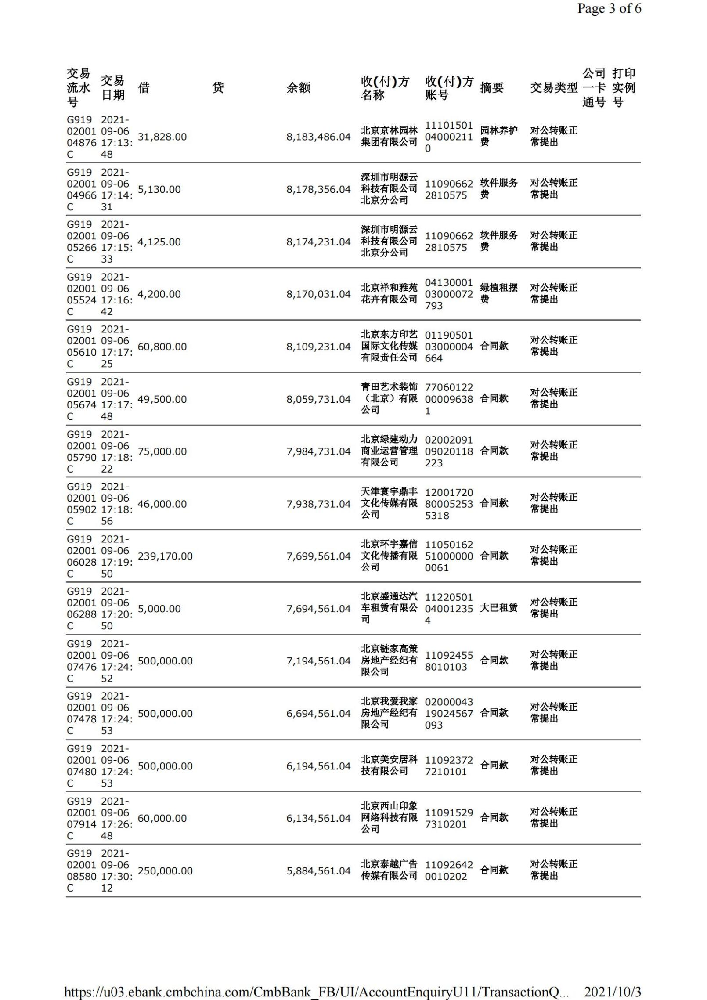 Page 3 of 6
交易流水号 交易日期 借 贷 余额 收(付)方名称 收(付)方账号 摘要 交易类型 公司一卡通号 打印实例号
G9190200104876C 2021-09-06 17:13:48 31,828.00 8,183,486.04 北京京林园林集团有限公司 11101501040002110 园林养护费 对公转账正常提出
G9190200104966C 2021-09-06 17:14:31 5,130.00 8,178,356.04 深圳市明源云科技有限公司北京分公司 110906622810575 软件服务费 对公转账正常提出
G9190200105266C 2021-09-06 17:15:33 4,125.00 8,174,231.04 深圳市明源云科技有限公司北京分公司 110906622810575 软件服务费 对公转账正常提出
G9190200105524C 2021-09-06 17:16:42 4,200.00 8,170,031.04 北京祥和雅苑花卉有限公司 0413000103000072793 绿植租摆费 对公转账正常提出
G9190200105610C 2021-09-06 17:17:25 60,800.00 8,109,231.04 北京东方印艺国际文化传媒有限责任公司 0119050103000004664 合同款 对公转账正常提出
G9190200105674C 2021-09-06 17:17:48 49,500.00 8,059,731.04 青田艺术装饰（北京）有限公司 77060122000096381 合同款 对公转账正常提出
G9190200105790C 2021-09-06 17:18:22 75,000.00 7,984,731.04 北京绿建动力商业运营管理有限公司 0200209109020118223 合同款 对公转账正常提出
G9190200105902C 2021-09-06 17:18:56 46,000.00 7,938,731.04 天津寰宇鼎丰文化传媒有限公司 12001720800052535318 合同款 对公转账正常提出
G9190200106028C 2021-09-06 17:19:50 239,170.00 7,699,561.04 北京环宇嘉信文化传播有限公司 11050162510000000061 合同款 对公转账正常提出
G9190200106288C 2021-09-06 17:20:50 5,000.00 7,694,561.04 北京盛通达汽车租赁有限公司 11220501040012354 大巴租赁 对公转账正常提出
G9190200107476C 2021-09-06 17:24:52 500,000.00 7,194,561.04 北京链家高策房地产经纪有限公司 110924558010103 合同款 对公转账正常提出
G9190200107478C 2021-09-06 17:24:53 500,000.00 6,694,561.04 北京我爱我家房地产经纪有限公司 0200004319024567093 合同款 对公转账正常提出
G9190200107480C 2021-09-06 17:24:53 500,000.00 6,194,561.04 北京美安居科技有限公司 110923727210101 合同款 对公转账正常提出
G9190200107914C 2021-09-06 17:26:48 60,000.00 6,134,561.04 北京西山印象网络科技有限公司 110915297310201 合同款 对公转账正常提出
G9190200108580C 2021-09-06 17:30:12 250,000.00 5,884,561.04 北京泰越广告传媒有限公司 110926420010202 合同款 对公转账正常提出
https://u03.ebank.cmbchina.com/CmbBank_FB/UI/AccountEnquiryU11/TransactionQ... 2021/10/3